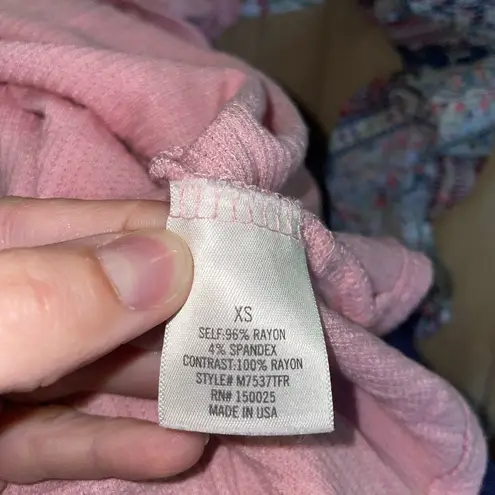 XS
SELF:96% RAYON
4% SPANDEX
CONTRAST:100% RAYON
STYLE# M7537TFR
RN# 150025
MADE IN USA